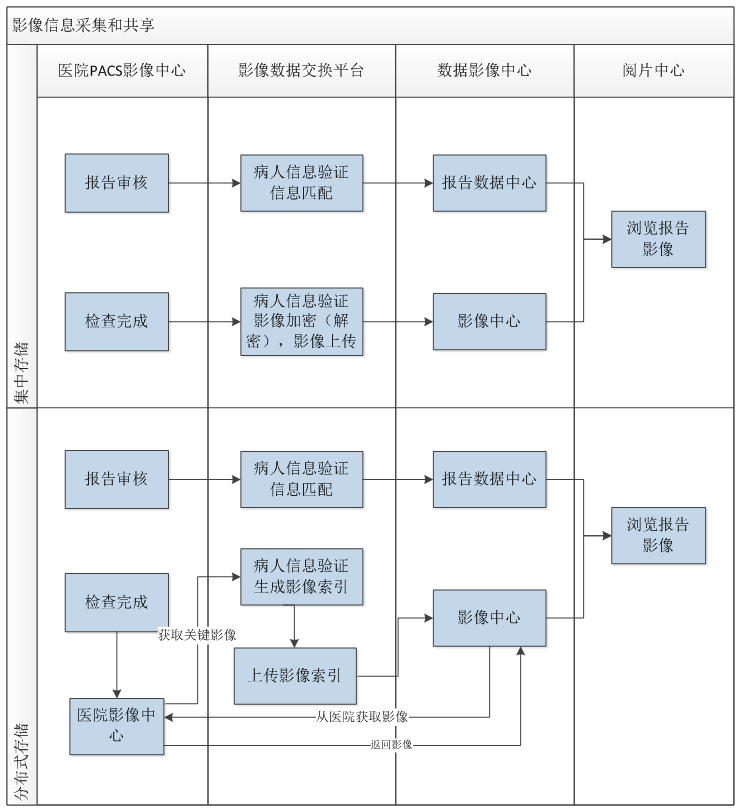 影像信息采集和共享
医院PACS影像中心
影像数据交换平台
数据影像中心
阅片中心
集中存储
报告审核
病人信息验证
信息匹配
报告数据中心
浏览报告
影像
检查完成
病人信息验证
影像加密（解
密），影像上传
影像中心
分布式存储
报告审核
病人信息验证
信息匹配
报告数据中心
浏览报告
影像
检查完成
获取关键影像
病人信息验证
生成影像索引
影像中心
上传影像索引
医院影像中
心
从医院获取影像
返回影像